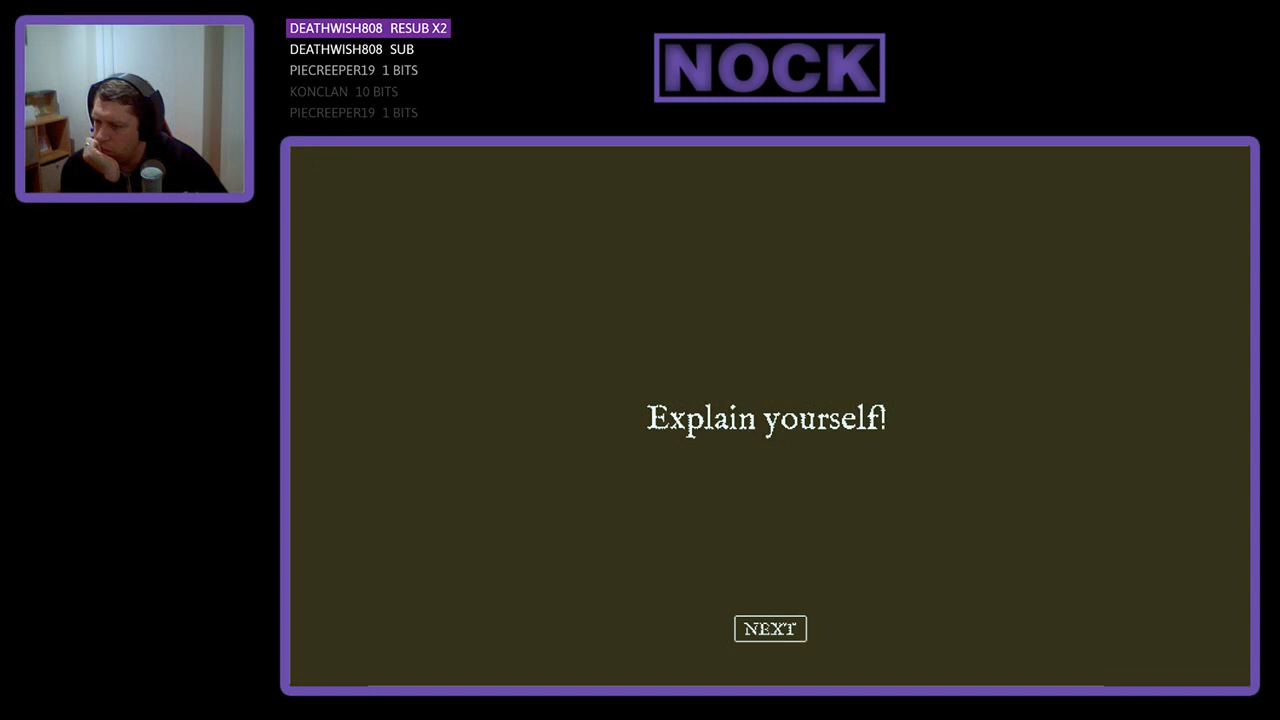 DEATHWISH808 RESUB X2
DEATHWISH808 SUB
PIECREEPER19 1 BITS
KONCLAN 10 BITS
PIECREEPER19 1 BITS
NOCK
Explain yourself!
NEXT